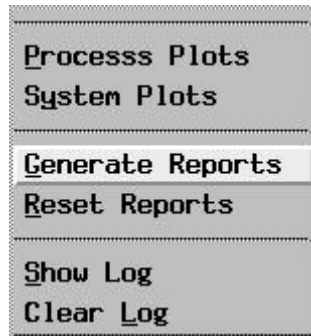 Processs Plots
System Plots
Generate Reports
Reset Reports
Show Log
Clear Log